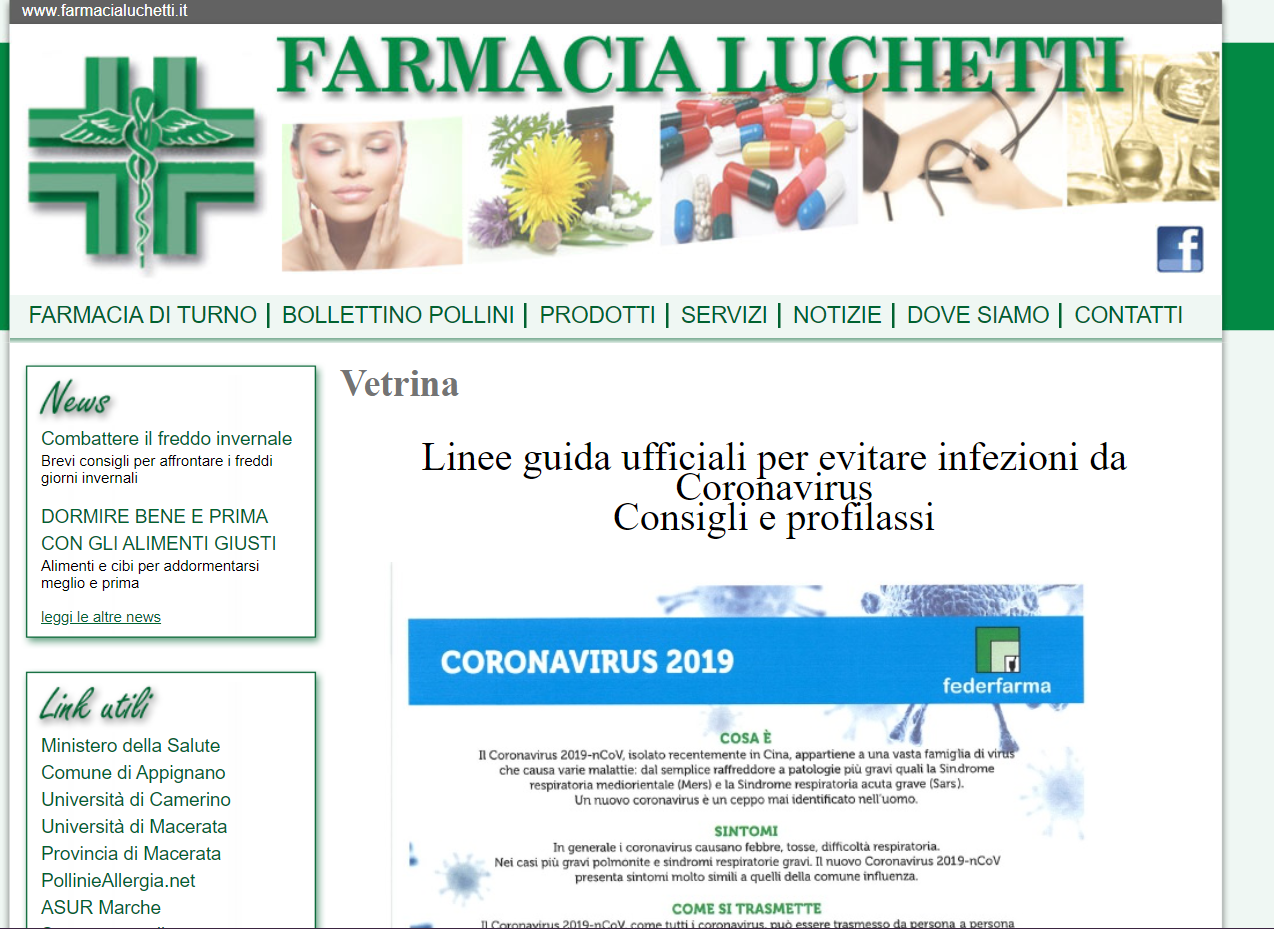 www.farmacialuchetti.it
FARMACIA LUCHETTI
f
FARMACIA DI TURNO | BOLLETTINO POLLINI | PRODOTTI | SERVIZI | NOTIZIE | DOVE SIAMO | CONTATTI
News
Combattere il freddo invernale
Brevi consigli per affrontare i freddi
giorni invernali
DORMIRE BENE E PRIMA
CON GLI ALIMENTI GIUSTI
Alimenti e cibi per addormentarsi
meglio e prima
leggi le altre news
Link utili
Ministero della Salute
Comune di Appignano
Università di Camerino
Università di Macerata
Provincia di Macerata
PollinieAllergia.net
ASUR Marche
Vetrina
Linee guida ufficiali per evitare infezioni da
Coronavirus
Consigli e profilassi
CORONAVIRUS 2019
federfarma
COSA È
Il Coronavirus 2019-nCoV, isolato recentemente in Cina, appartiene a una vasta famiglia di virus
che causa varie malattie: dal semplice raffreddore a patologie più gravi quali la Sindrome
respiratoria mediorientale (Mers) e la Sindrome respiratoria acuta grave (Sars).
Un nuovo coronavirus è un ceppo mai identificato nell'uomo.
SINTOMI
In generale i coronavirus causano febbre, tosse, difficoltà respiratoria.
Nei casi più gravi polmonite e sindromi respiratorie gravi. Il nuovo Coronavirus 2019-nCoV
presenta sintomi molto simili a quelli della comune influenza.
COME SI TRASMETTE
Il Coronavirus 2019-nCoV, come tutti i coronavirus, può essere trasmesso da persona a persona